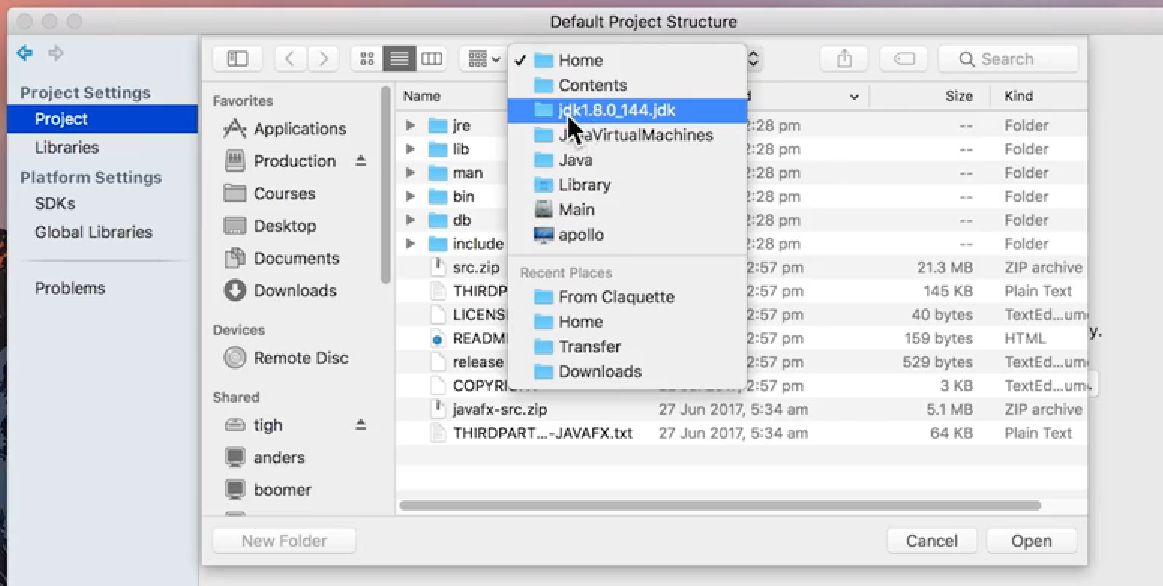 Default Project Structure
Project Settings
Project
Libraries
Platform Settings
SDKs
Global Libraries
Problems
Search
Favorites
Applications
Production
Courses
Desktop
Documents
Downloads
Devices
Remote Disc
Shared
tigh
anders
boomer
Home
Contents
jdk1.8.0_144.jdk
JavaVirtualMachines
Java
Library
Main
apollo
Recent Places
From Claquette
Home
Transfer
Downloads
Name Size Kind
jre 2:28 pm -- Folder
lib 2:28 pm -- Folder
man 2:28 pm -- Folder
bin 2:28 pm -- Folder
db 2:28 pm -- Folder
include 2:28 pm -- Folder
src.zip 2:57 pm 21.3 MB ZIP archive
THIRDP 2:57 pm 145 KB Plain Text
LICENS 2:57 pm 40 bytes TextEd...ume
READM 2:57 pm 159 bytes HTML
release 2:57 pm 529 bytes TextEd...ume
COPYRI 2:57 pm 3 KB TextEd...ume
javafx-src.zip 27 Jun 2017, 5:34 am 5.1 MB ZIP archive
THIRDPART...-JAVAFX.txt 27 Jun 2017, 5:34 am 64 KB Plain Text
y.
New Folder Cancel Open